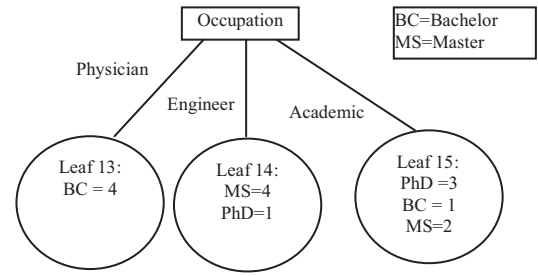 Occupation
BC=Bachelor
MS=Master
Physician
Engineer
Academic
Leaf 13:
BC = 4
Leaf 14:
MS=4
PhD=1
Leaf 15:
PhD =3
BC = 1
MS=2